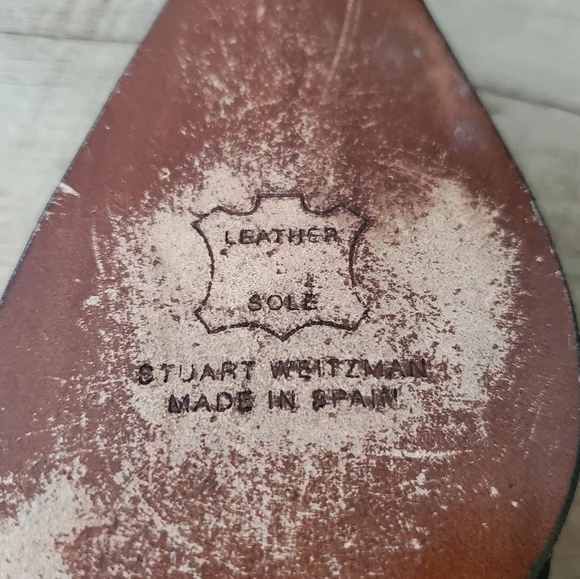 LEATHER
SOLE
STUART WEITZMAN
MADE IN SPAIN